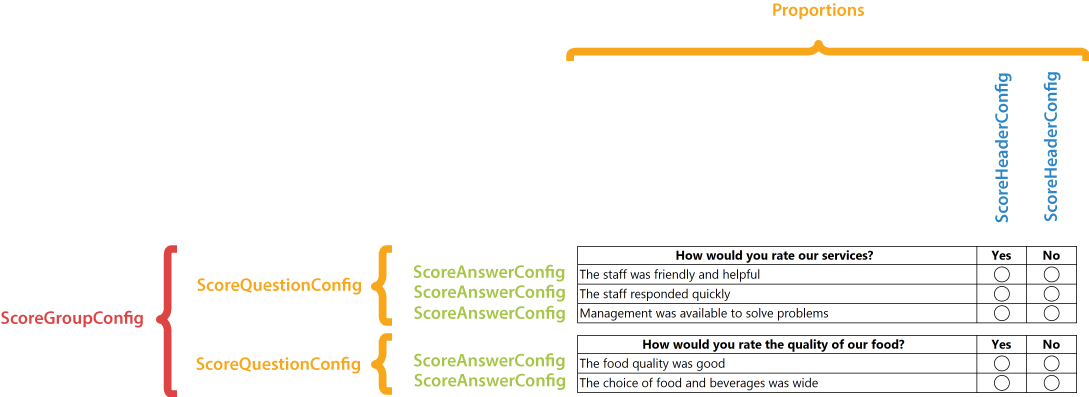 Proportions
ScoreHeaderConfig
ScoreHeaderConfig
ScoreGroupConfig
ScoreQuestionConfig
ScoreAnswerConfig
ScoreAnswerConfig
ScoreAnswerConfig
How would you rate our services? Yes No
The staff was friendly and helpful
The staff responded quickly
Management was available to solve problems
ScoreQuestionConfig
ScoreAnswerConfig
ScoreAnswerConfig
How would you rate the quality of our food? Yes No
The food quality was good
The choice of food and beverages was wide